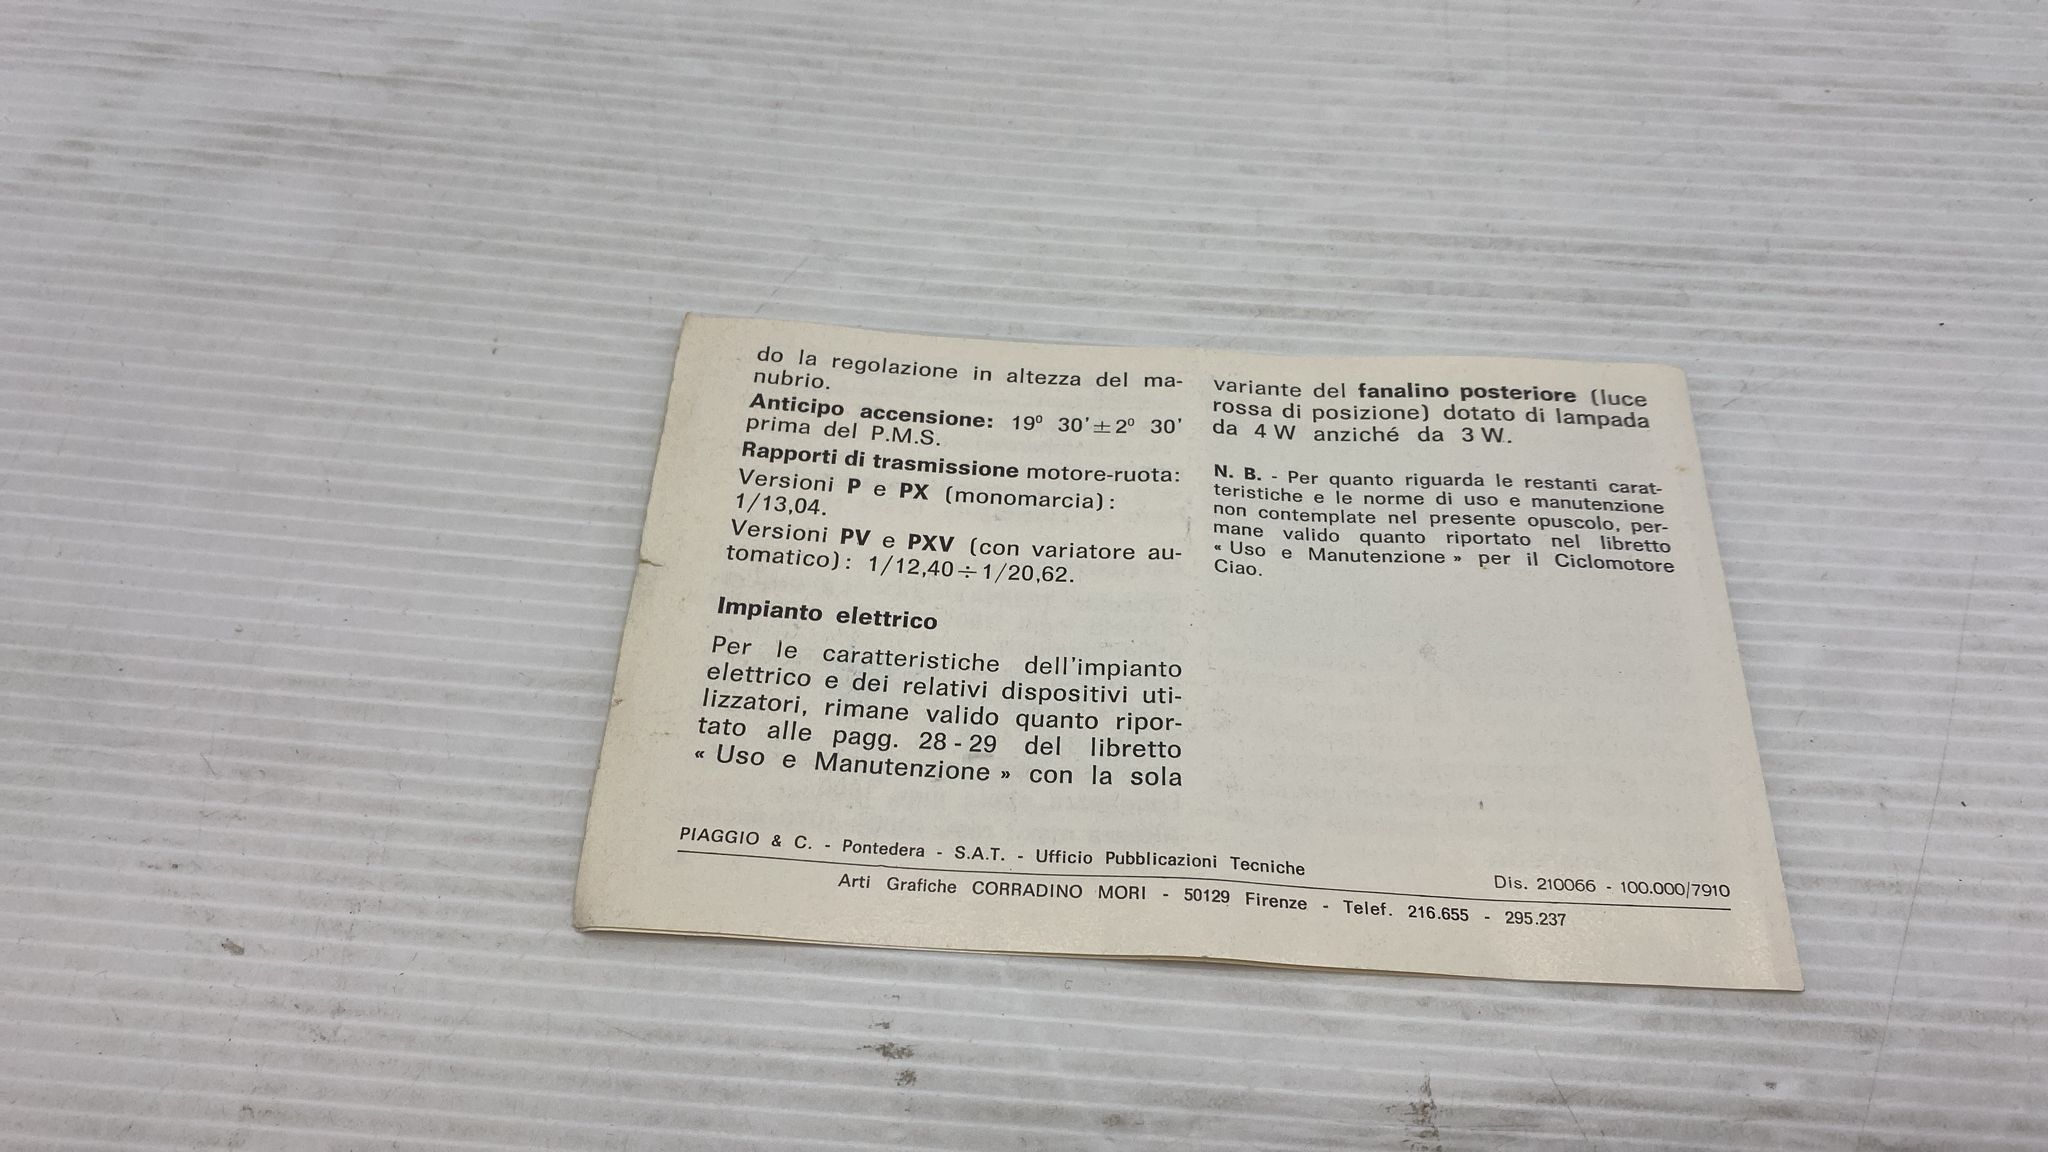 do la regolazione in altezza del ma-
nubrio.
Anticipo accensione: 19⁰ 30'±2⁰ 30'
prima del P.M.S.
Rapporti di trasmissione motore-ruota:
Versioni P e PX (monomarcia):
1/13,04.
Versioni PV e PXV (con variatore au-
tomatico): 1/12,40÷1/20,62.
Impianto elettrico
Per le caratteristiche dell'impianto
elettrico e dei relativi dispositivi uti-
lizzatori, rimane valido quanto ripor-
tato alle pagg. 28-29 del libretto
« Uso e Manutenzione » con la sola
variante del fanalino posteriore (luce
rossa di posizione) dotato di lampada
da 4 W anziché da 3 W.
N. B. - Per quanto riguarda le restanti carat-
teristiche e le norme di uso e manutenzione
non contemplate nel presente opuscolo, per-
mane valido quanto riportato nel libretto
« Uso e Manutenzione » per il Ciclomotore
Ciao.
PIAGGIO & C. - Pontedera - S.A.T. - Ufficio Pubblicazioni Tecniche
Dis. 210066 - 100.000/7910
Arti Grafiche CORRADINO MORI - 50129 Firenze - Telef. 216.655 - 295.237